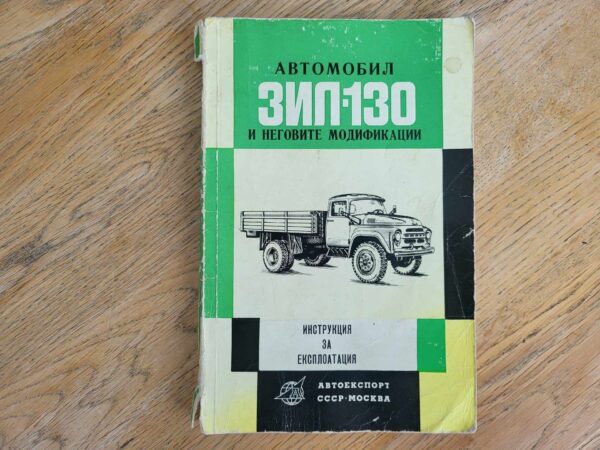 АВТОМОБИЛ
ЗИЛ-130
И НЕГОВИТЕ МОДИФИКАЦИИ
ИНСТРУКЦИЯ
ЗА
ЕКСПЛОАТАЦИЯ
АВТОЕКСПОРТ
СССР·МОСКВА